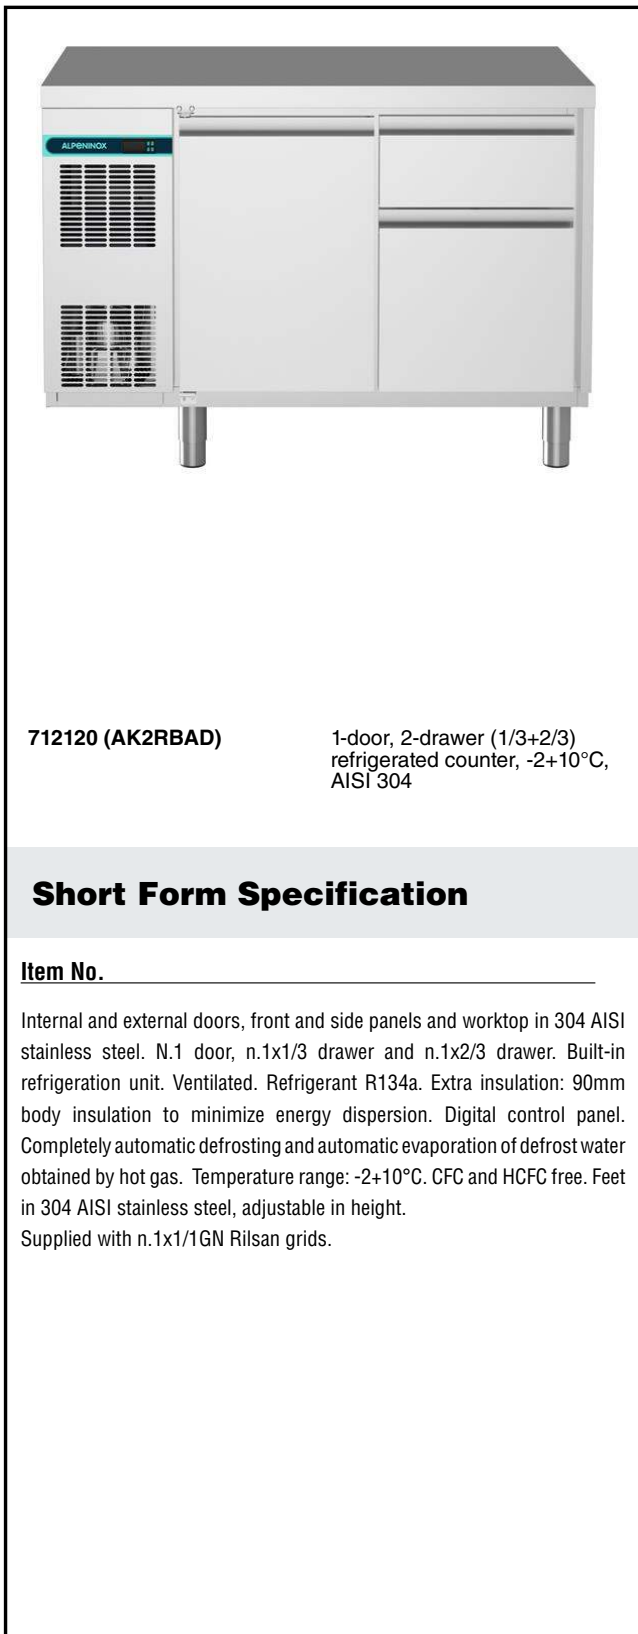 ALPENINOX
712120 (AK2RBAD)
1-door, 2-drawer (1/3+2/3)
refrigerated counter, -2+10°C,
AISI 304
Short Form Specification
Item No.
Internal and external doors, front and side panels and worktop in 304 AISI
stainless steel. N.1 door, n.1x1/3 drawer and n.1x2/3 drawer. Built-in
refrigeration unit. Ventilated. Refrigerant R134a. Extra insulation: 90mm
body insulation to minimize energy dispersion. Digital control panel.
Completely automatic defrosting and automatic evaporation of defrost water
obtained by hot gas. Temperature range: -2+10°C. CFC and HCFC free. Feet
in 304 AISI stainless steel, adjustable in height.
Supplied with n.1x1/1GN Rilsan grids.